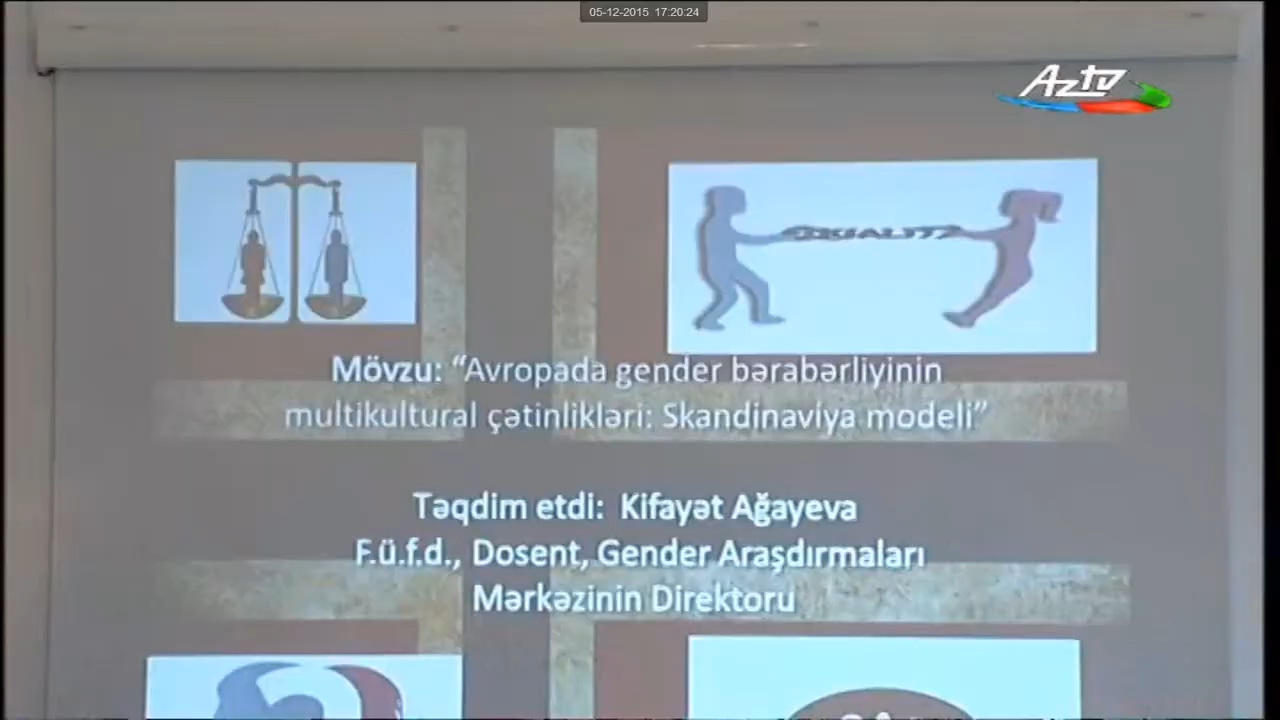 05-12-2015 17:20:24
AzTV
EQUALITY
Mövzu: “Avropada gender bərabərliyinin
multikultural çətinlikləri: Skandinaviya modeli”
Təqdim etdi: Kifayət Ağayeva
F.ü.f.d., Dosent, Gender Araşdırmaları
Mərkəzinin Direktoru